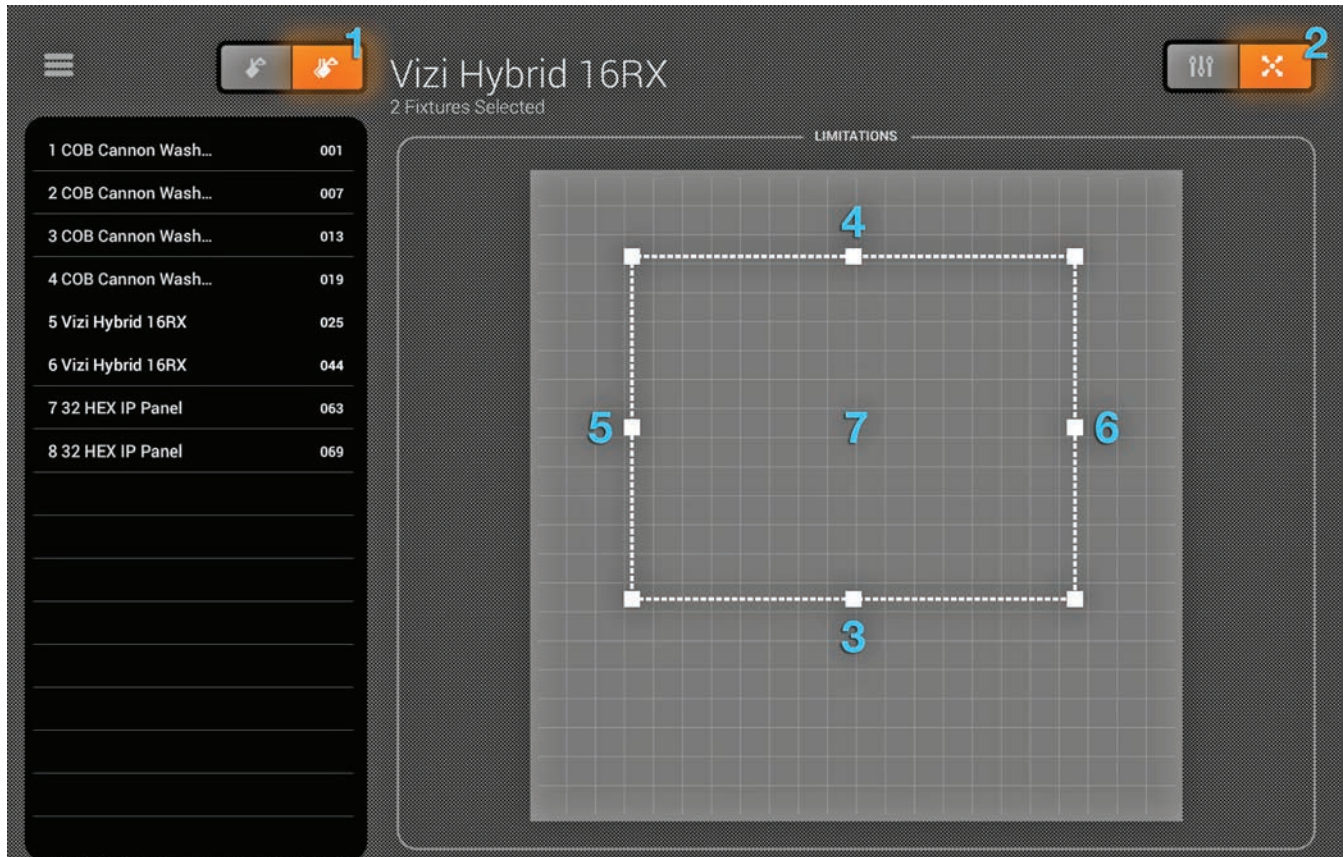 1
2
Vizi Hybrid 16RX
2 Fixtures Selected
LIMITATIONS
1 COB Cannon Wash... 001
2 COB Cannon Wash... 007
3 COB Cannon Wash... 013
4 COB Cannon Wash... 019
5 Vizi Hybrid 16RX 025
6 Vizi Hybrid 16RX 044
7 32 HEX IP Panel 063
8 32 HEX IP Panel 069
4
5
7
6
3